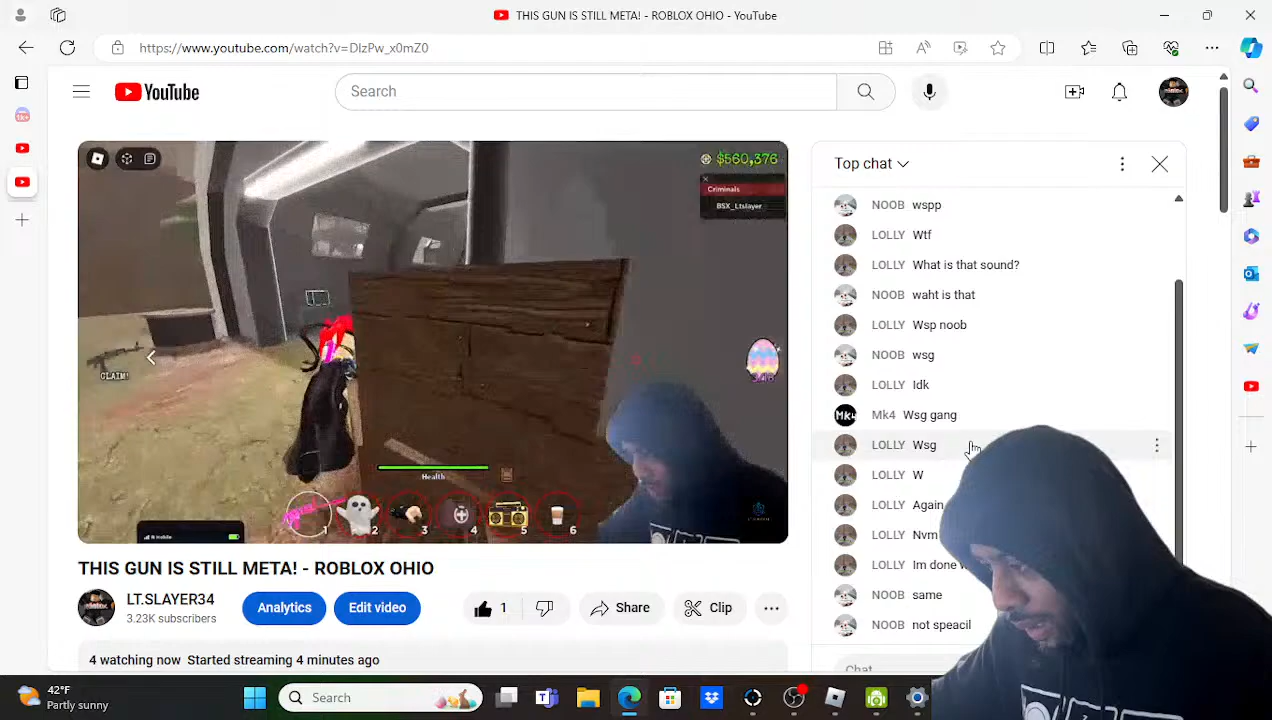 THIS GUN IS STILL META! - ROBLOX OHIO - YouTube
https://www.youtube.com/watch?v=DIzPw_x0mZ0
YouTube
Search
$560,376
Criminals
BSX_Ltslayer
CLAIM!
Health
1 2 3 4 5 6
Top chat
NOOB wspp
LOLLY Wtf
LOLLY What is that sound?
NOOB waht is that
LOLLY Wsp noob
NOOB wsg
LOLLY Idk
Mk4 Mk4 Wsg gang
LOLLY Wsg
LOLLY W
LOLLY Again
LOLLY Nvm
LOLLY Im done
NOOB same
NOOB not speacil
Chat
THIS GUN IS STILL META! - ROBLOX OHIO
LT.SLAYER34
3.23K subscribers
Analytics
Edit video
1
Share
Clip
4 watching now Started streaming 4 minutes ago
42°F
Partly sunny
Search